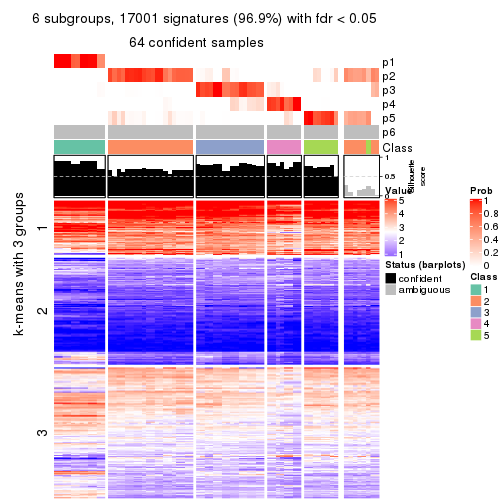 6 subgroups, 17001 signatures (96.9%) with fdr < 0.05
64 confident samples
p1
p2
p3
p4
p5
p6
Class
1
0.5
0
Silhouette
score
k-means with 3 groups
1
2
3
Value
5
4
3
2
1
Status (barplots)
confident
ambiguous
Prob
1
0.8
0.6
0.4
0.2
0
Class
1
2
3
4
5